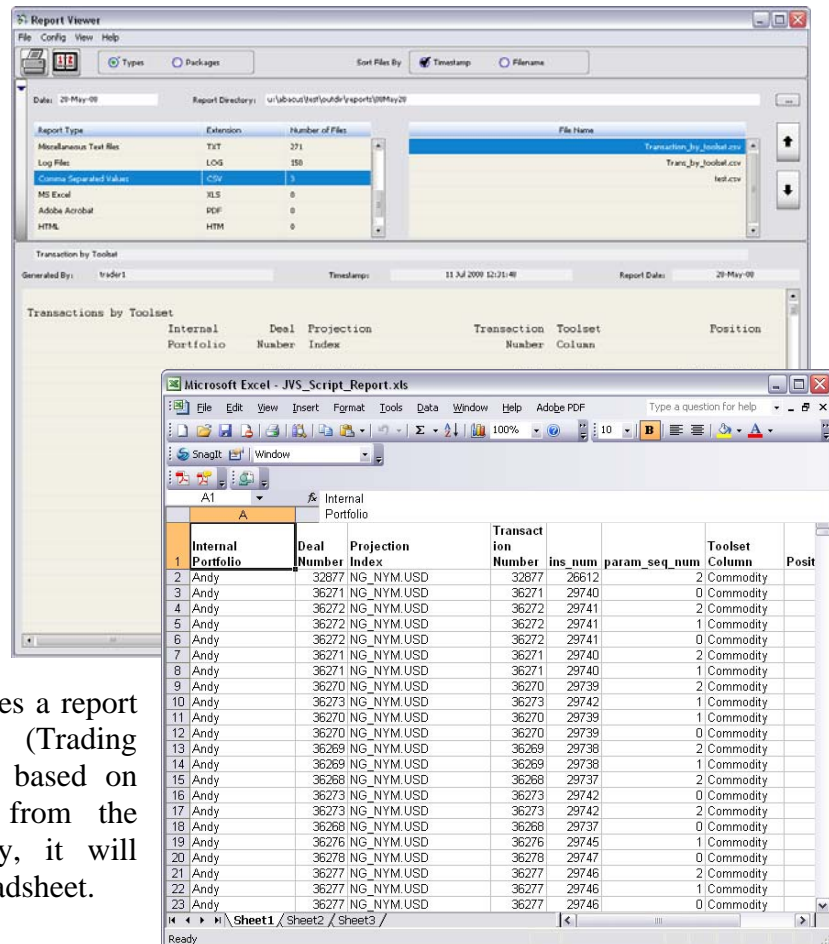 Report Viewer
File Config View Help
Types Packages Sort Files By Timestamp Filename
Date: 20-May-08 Report Directory: u:\abacus\test\outdir\reports\08May20 ...
Report Type Extension Number of Files File Name
Miscellaneous Text files TXT 271 Transaction_by_toolset.csv
Log Files LOG 150 Trans_by_toolset.csv
Comma Separated Values CSV 3 test.csv
MS Excel XLS 0
Adobe Acrobat PDF 0
HTML HTM 0
Transaction by Toolset
Generated By: trader1 Timestamp: 11 Jul 2008 12:31:40 Report Date: 20-May-08
Transactions by Toolset
Internal Deal Projection Transaction Toolset Position
Portfolio Number Index Number Column
Microsoft Excel - JVS_Script_Report.xls
File Edit View Insert Format Tools Data Window Help Adobe PDF Type a question for help
100% 10 B A
SnagIt Window
A1 fx Internal
Portfolio
A
Transact
Internal Deal Projection ion Toolset
1 Portfolio Number Index Number ins_num param_seq_num Column Posit
2 Andy 32877 NG_NYM.USD 32877 26612 2 Commodity
3 Andy 36271 NG_NYM.USD 36271 29740 0 Commodity
4 Andy 36272 NG_NYM.USD 36272 29741 2 Commodity
5 Andy 36272 NG_NYM.USD 36272 29741 1 Commodity
6 Andy 36272 NG_NYM.USD 36272 29741 0 Commodity
7 Andy 36271 NG_NYM.USD 36271 29740 2 Commodity
8 Andy 36271 NG_NYM.USD 36271 29740 1 Commodity
9 Andy 36270 NG_NYM.USD 36270 29739 2 Commodity
10 Andy 36273 NG_NYM.USD 36273 29742 1 Commodity
11 Andy 36270 NG_NYM.USD 36270 29739 1 Commodity
12 Andy 36270 NG_NYM.USD 36270 29739 0 Commodity
13 Andy 36269 NG_NYM.USD 36269 29738 2 Commodity
14 Andy 36269 NG_NYM.USD 36269 29738 1 Commodity
15 Andy 36268 NG_NYM.USD 36268 29737 2 Commodity
16 Andy 36273 NG_NYM.USD 36273 29742 0 Commodity
17 Andy 36273 NG_NYM.USD 36273 29742 2 Commodity
18 Andy 36268 NG_NYM.USD 36268 29737 0 Commodity
19 Andy 36276 NG_NYM.USD 36276 29745 1 Commodity
20 Andy 36278 NG_NYM.USD 36278 29747 0 Commodity
21 Andy 36277 NG_NYM.USD 36277 29746 2 Commodity
22 Andy 36277 NG_NYM.USD 36277 29746 1 Commodity
23 Andy 36277 NG_NYM.USD 36277 29746 0 Commodity
Sheet1 Sheet2 Sheet3
Ready
es a report
(Trading
based on
from the
y, it will
adsheet.